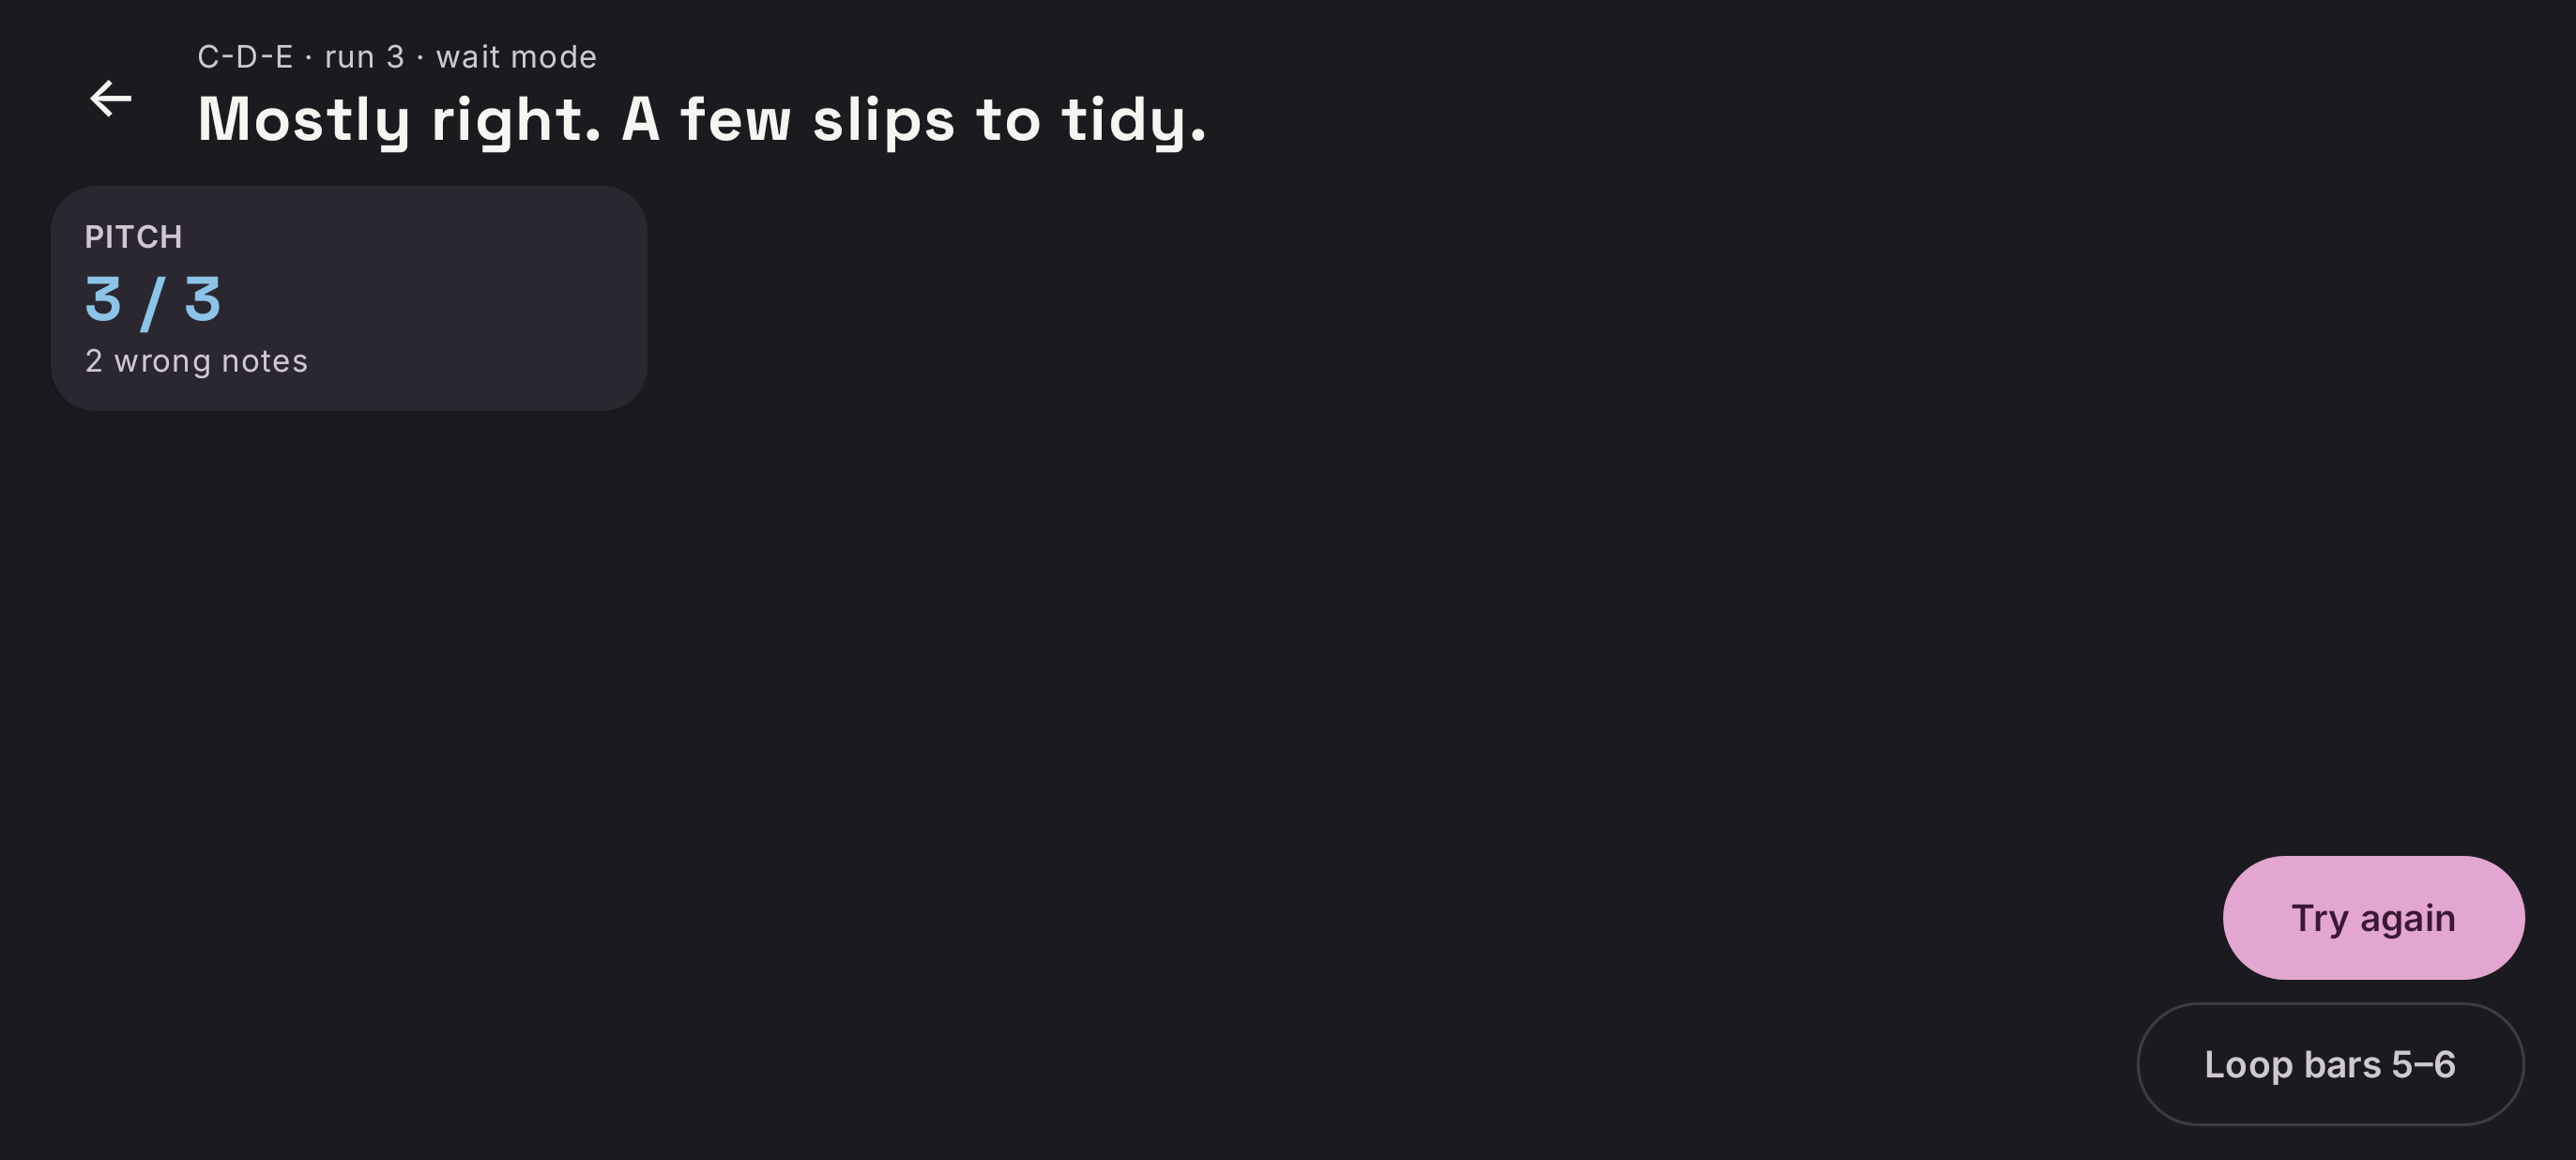 C-D-E · run 3 · wait mode
Mostly right. A few slips to tidy.
PITCH
3 / 3
2 wrong notes
Try again
Loop bars 5–6